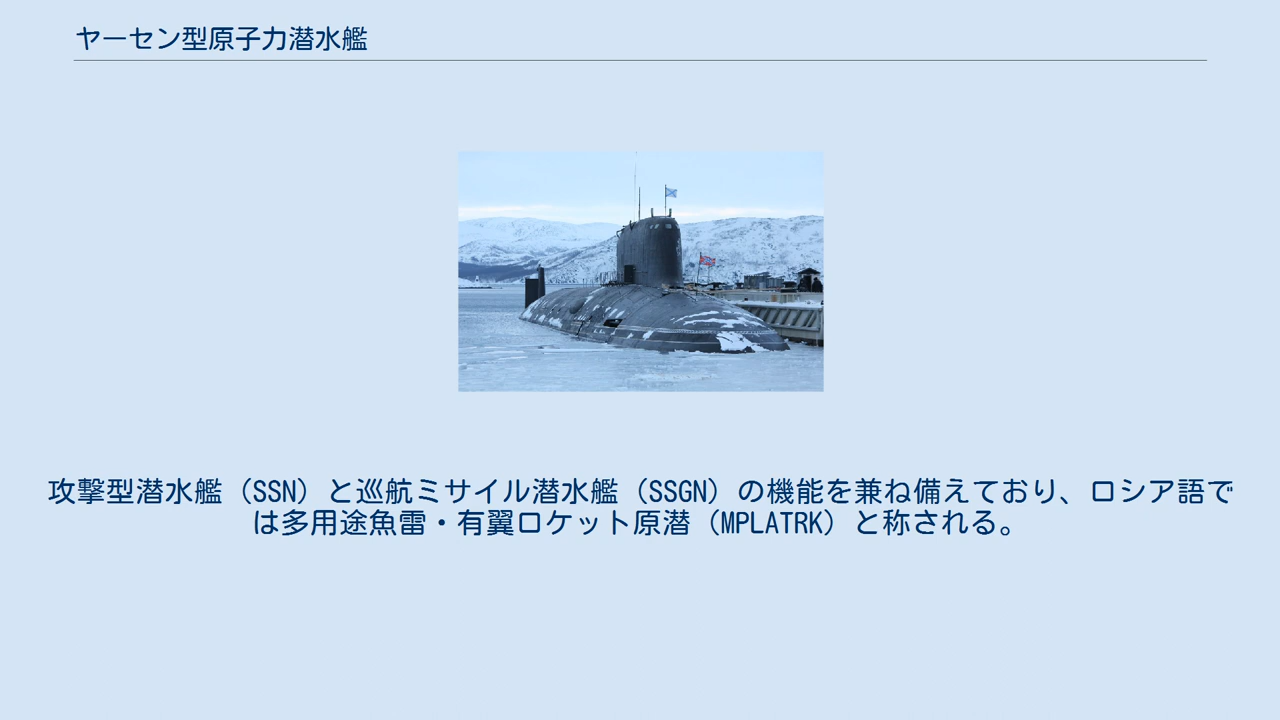 ヤーセン型原子力潜水艦
攻撃型潜水艦（SSN）と巡航ミサイル潜水艦（SSGN）の機能を兼ね備えており、ロシア語で
は多用途魚雷・有翼ロケット原潜（MPLATRK）と称される。